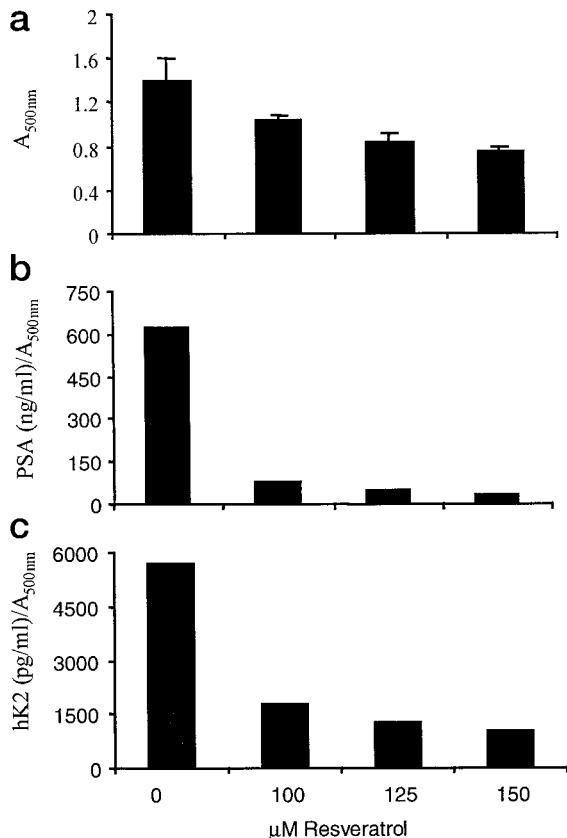 a
2
1.6
1.2
0.8
0.4
0
A500nm
b
750
600
450
300
150
0
PSA (ng/ml)/A500nm
c
6000
4500
3000
1500
0
hK2 (pg/ml)/A500nm
0 100 125 150
µM Resveratrol